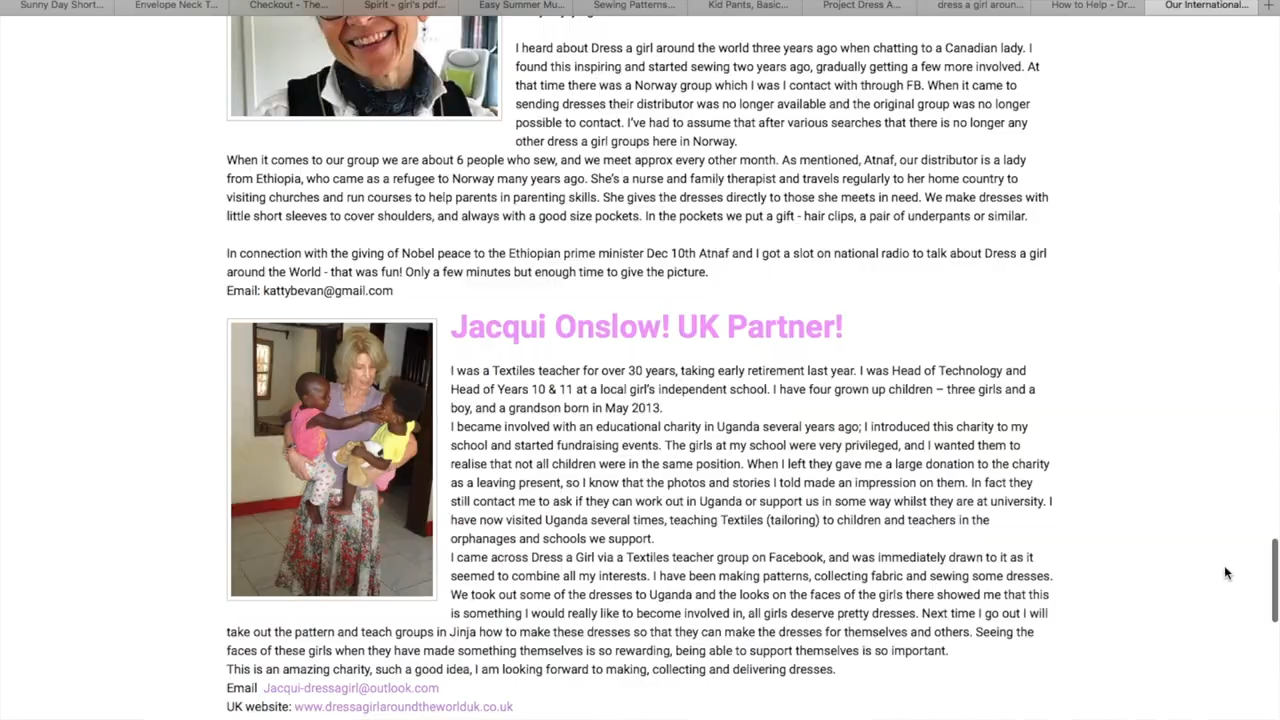 Sunny Day Short...
Envelope Neck T...
Checkout - The...
Spirit - girl's pdf...
Easy Summer Mu...
Sewing Patterns...
Kid Pants, Basic...
Project Dress A...
dress a girl aroun...
How to Help - Dr...
Our International...
I heard about Dress a girl around the world three years ago when chatting to a Canadian lady. I
found this inspiring and started sewing two years ago, gradually getting a few more involved. At
that time there was a Norway group which I was I contact with through FB. When it came to
sending dresses their distributor was no longer available and the original group was no longer
possible to contact. I've had to assume that after various searches that there is no longer any
other dress a girl groups here in Norway.
When it comes to our group we are about 6 people who sew, and we meet approx every other month. As mentioned, Atnaf, our distributor is a lady
from Ethiopia, who came as a refugee to Norway many years ago. She's a nurse and family therapist and travels regularly to her home country to
visiting churches and run courses to help parents in parenting skills. She gives the dresses directly to those she meets in need. We make dresses with
little short sleeves to cover shoulders, and always with a good size pockets. In the pockets we put a gift - hair clips, a pair of underpants or similar.
In connection with the giving of Nobel peace to the Ethiopian prime minister Dec 10th Atnaf and I got a slot on national radio to talk about Dress a girl
around the World - that was fun! Only a few minutes but enough time to give the picture.
Email: kattybevan@gmail.com
Jacqui Onslow! UK Partner!
I was a Textiles teacher for over 30 years, taking early retirement last year. I was Head of Technology and
Head of Years 10 & 11 at a local girl's independent school. I have four grown up children – three girls and a
boy, and a grandson born in May 2013.
I became involved with an educational charity in Uganda several years ago; I introduced this charity to my
school and started fundraising events. The girls at my school were very privileged, and I wanted them to
realise that not all children were in the same position. When I left they gave me a large donation to the charity
as a leaving present, so I know that the photos and stories I told made an impression on them. In fact they
still contact me to ask if they can work out in Uganda or support us in some way whilst they are at university. I
have now visited Uganda several times, teaching Textiles (tailoring) to children and teachers in the
orphanages and schools we support.
I came across Dress a Girl via a Textiles teacher group on Facebook, and was immediately drawn to it as it
seemed to combine all my interests. I have been making patterns, collecting fabric and sewing some dresses.
We took out some of the dresses to Uganda and the looks on the faces of the girls there showed me that this
is something I would really like to become involved in, all girls deserve pretty dresses. Next time I go out I will
take out the pattern and teach groups in Jinja how to make these dresses so that they can make the dresses for themselves and others. Seeing the
faces of these girls when they have made something themselves is so rewarding, being able to support themselves is so important.
This is an amazing charity, such a good idea, I am looking forward to making, collecting and delivering dresses.
Email Jacqui-dressagirl@outlook.com
UK website: www.dressagirlaroundtheworlduk.co.uk